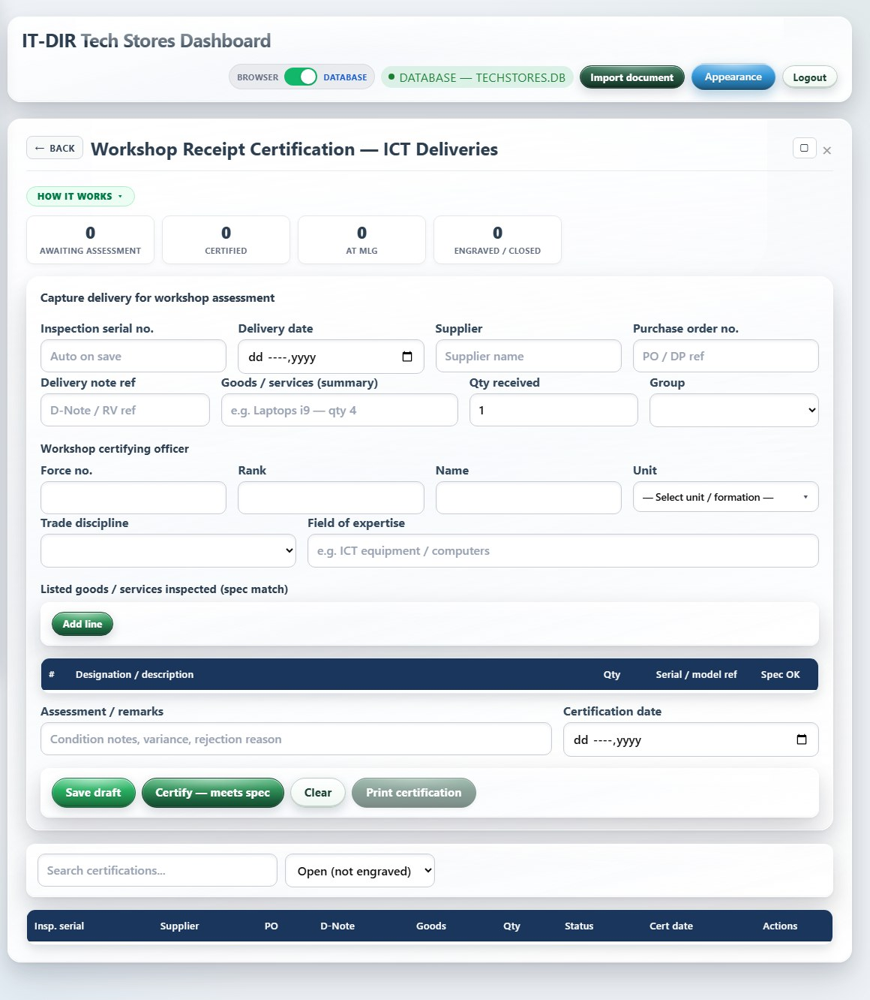 IT-DIR Tech Stores Dashboard
BROWSER DATABASE DATABASE — TECHSTORES.DB Import document Appearance Logout
← BACK Workshop Receipt Certification — ICT Deliveries ×
HOW IT WORKS
0 0 0 0
AWAITING ASSESSMENT CERTIFIED AT MLG ENGRAVED / CLOSED
Capture delivery for workshop assessment
Inspection serial no. Delivery date Supplier Purchase order no.
Auto on save dd ----,yyyy Supplier name PO / DP ref
Delivery note ref Goods / services (summary) Qty received Group
D-Note / RV ref e.g. Laptops i9 — qty 4 1
Workshop certifying officer
Force no. Rank Name Unit
— Select unit / formation —
Trade discipline Field of expertise
e.g. ICT equipment / computers
Listed goods / services inspected (spec match)
Add line
# Designation / description Qty Serial / model ref Spec OK
Assessment / remarks Certification date
Condition notes, variance, rejection reason dd ----,yyyy
Save draft Certify — meets spec Clear Print certification
Search certifications... Open (not engraved)
Insp. serial Supplier PO D-Note Goods Qty Status Cert date Actions